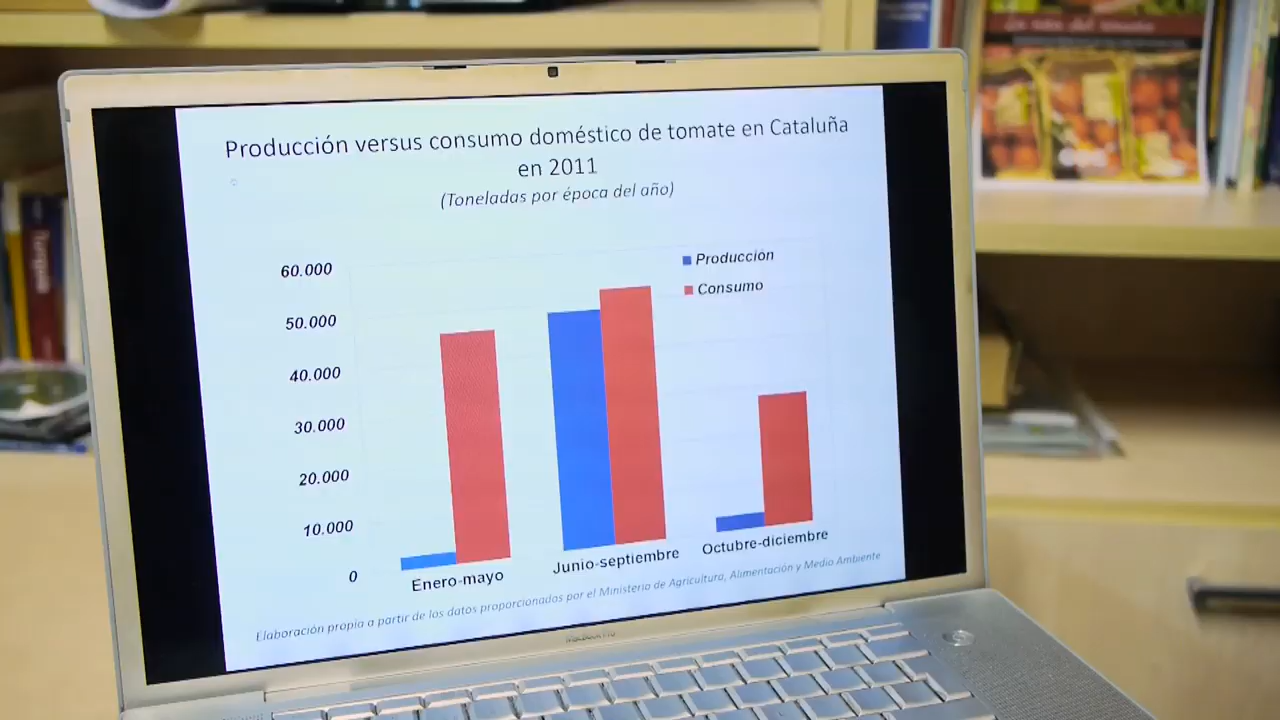 Producción versus consumo doméstico de tomate en Cataluña
en 2011
(Toneladas por época del año)
60.000
50.000
40.000
30.000
20.000
10.000
0
Producción
Consumo
Enero-mayo
Junio-septiembre
Octubre-diciembre
Elaboración propia a partir de los datos proporcionados por el Ministerio de Agricultura, Alimentación y Medio Ambiente
MacBook Pro